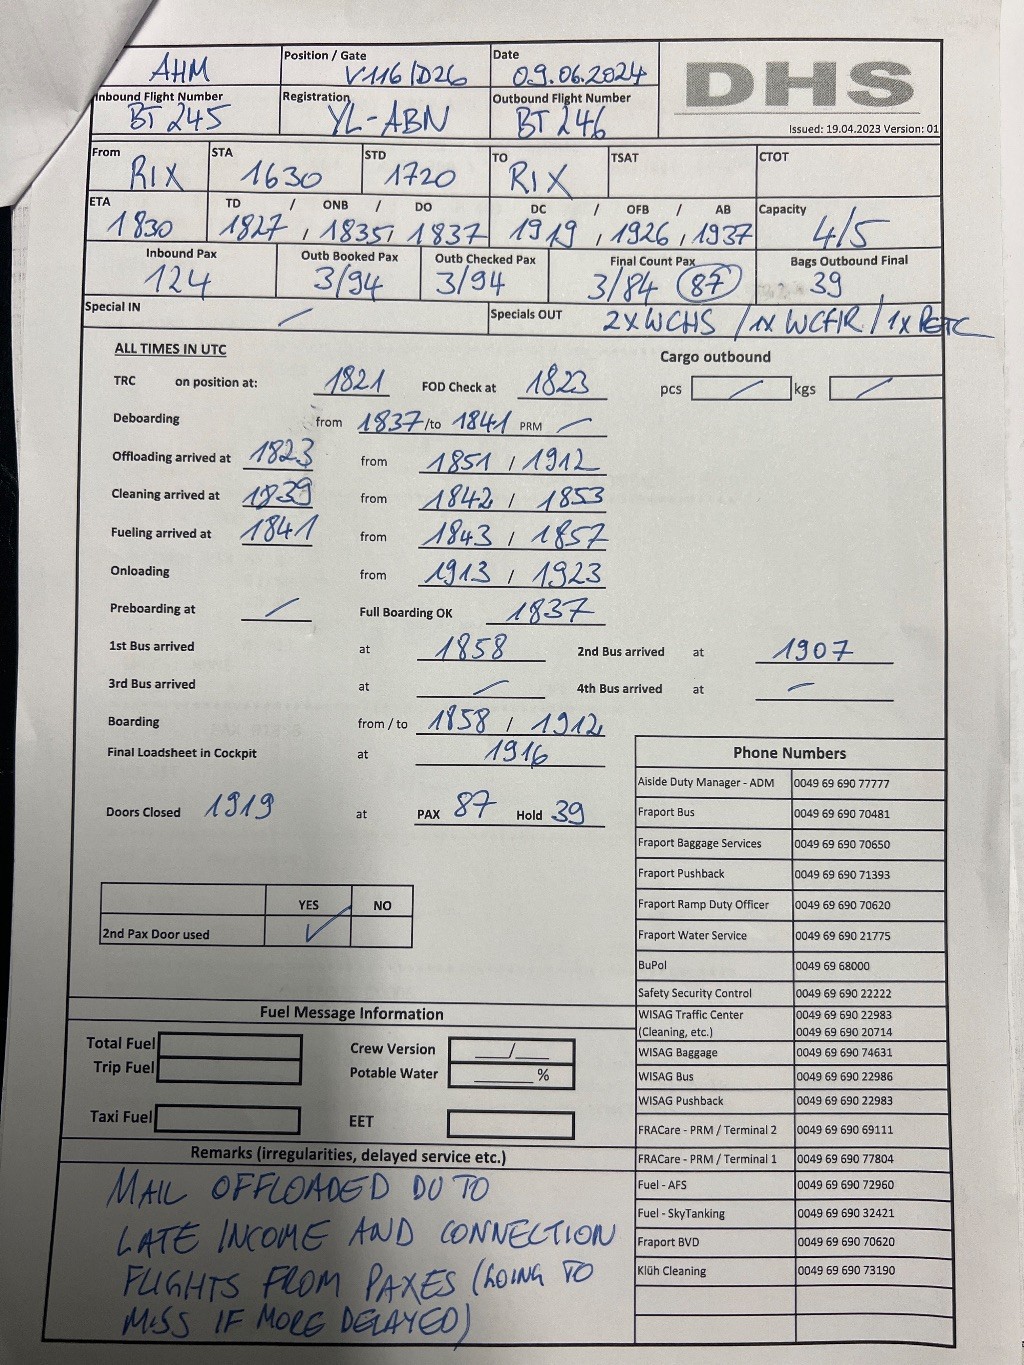 AHM
Position / Gate
V116/D26
Date
09.06.2024
DHS
Issued: 19.04.2023 Version: 01
Inbound Flight Number
BT 245
Registration
YL-ABN
Outbound Flight Number
BT 246
From
RIX
STA
1630
STD
1720
TO
RIX
TSAT
CTOT
ETA
1830
TD / ONB / DO
1827 , 1835, 1837
DC / OFB / AB
1919 , 1926 , 1937
Capacity
4/5
Inbound Pax
124
Outb Booked Pax
3/94
Outb Checked Pax
3/94
Final Count Pax
3/84 87
Bags Outbound Final
39
Special IN /
Specials OUT 2xWCHS / 1x WCHR / 1x PETC
ALL TIMES IN UTC
Cargo outbound
TRC on position at: 1821 FOD Check at 1823
pcs / kgs /
Deboarding from 1837 /to 1841 PRM /
Offloading arrived at 1823 from 1851 / 1912
Cleaning arrived at 1839 from 1842 / 1853
Fueling arrived at 1841 from 1843 / 1857
Onloading from 1913 / 1923
Preboarding at / Full Boarding OK 1837
1st Bus arrived at 1858 2nd Bus arrived at 1907
3rd Bus arrived at / 4th Bus arrived at /
Boarding from / to 1858 / 1912
Final Loadsheet in Cockpit at 1916
Doors Closed 1919 at PAX 87 Hold 39
YES NO
2nd Pax Door used ✓
Phone Numbers
Aiside Duty Manager - ADM 0049 69 690 77777
Fraport Bus 0049 69 690 70481
Fraport Baggage Services 0049 69 690 70650
Fraport Pushback 0049 69 690 71393
Fraport Ramp Duty Officer 0049 69 690 70620
Fraport Water Service 0049 69 690 21775
BuPol 0049 69 68000
Safety Security Control 0049 69 690 22222
WISAG Traffic Center 0049 69 690 22983
(Cleaning, etc.) 0049 69 690 20714
WISAG Baggage 0049 69 690 74631
WISAG Bus 0049 69 690 22986
WISAG Pushback 0049 69 690 22983
FRACare - PRM / Terminal 2 0049 69 690 69111
FRACare - PRM / Terminal 1 0049 69 690 77804
Fuel - AFS 0049 69 690 72960
Fuel - SkyTanking 0049 69 690 32421
Fraport BVD 0049 69 690 70620
Klüh Cleaning 0049 69 690 73190
Fuel Message Information
Total Fuel
Crew Version ___/___
Trip Fuel
Potable Water ______ %
Taxi Fuel
EET
Remarks (irregularities, delayed service etc.)
MAIL OFFLOADED DU TO
LATE INCOME AND CONNECTION
FLIGHTS FROM PAXES (GOING TO
MISS IF MORE DELAYED)